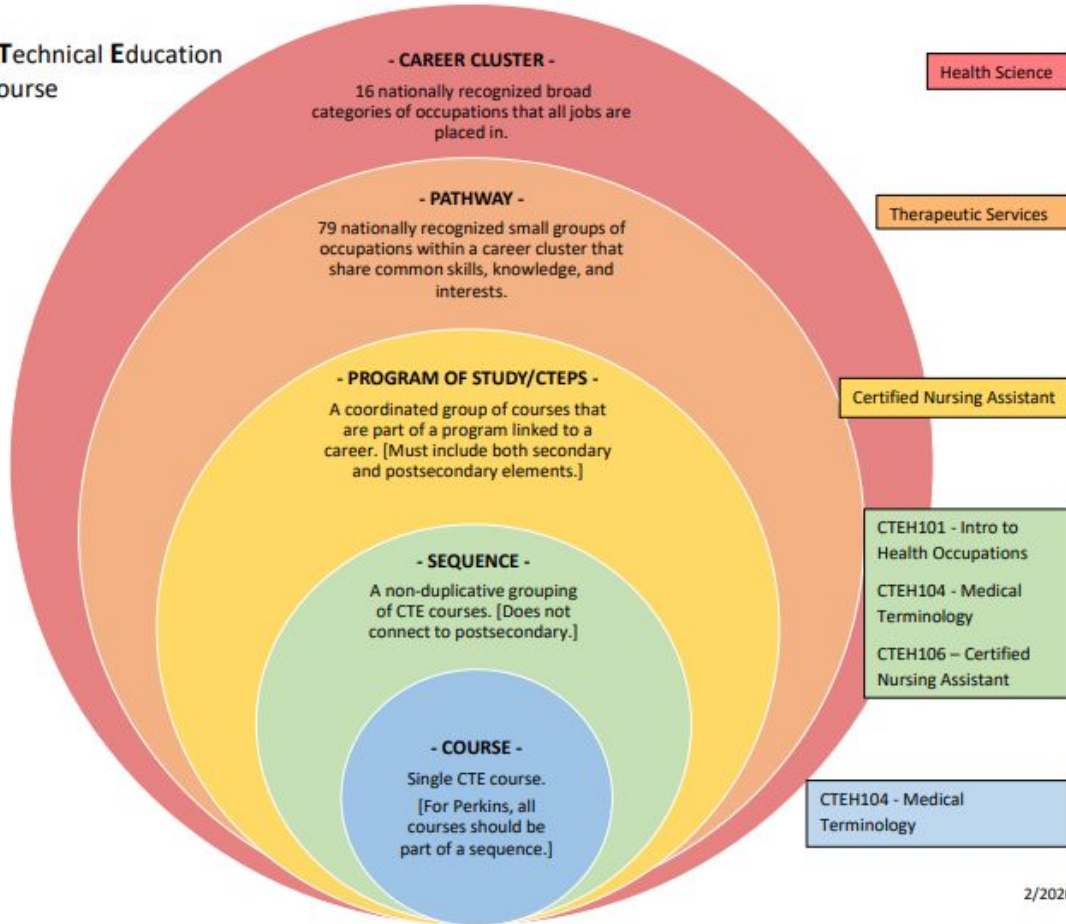 Technical Education
ourse
- CAREER CLUSTER -
16 nationally recognized broad
categories of occupations that all jobs are
placed in.
Health Science
- PATHWAY -
79 nationally recognized small groups of
occupations within a career cluster that
share common skills, knowledge, and
interests.
Therapeutic Services
- PROGRAM OF STUDY/CTEPS -
A coordinated group of courses that
are part of a program linked to a
career. [Must include both secondary
and postsecondary elements.]
Certified Nursing Assistant
- SEQUENCE -
A non-duplicative grouping
of CTE courses. [Does not
connect to postsecondary.]
CTEH101 - Intro to
Health Occupations
CTEH104 - Medical
Terminology
CTEH106 – Certified
Nursing Assistant
- COURSE -
Single CTE course.
[For Perkins, all
courses should be
part of a sequence.]
CTEH104 - Medical
Terminology
2/2020